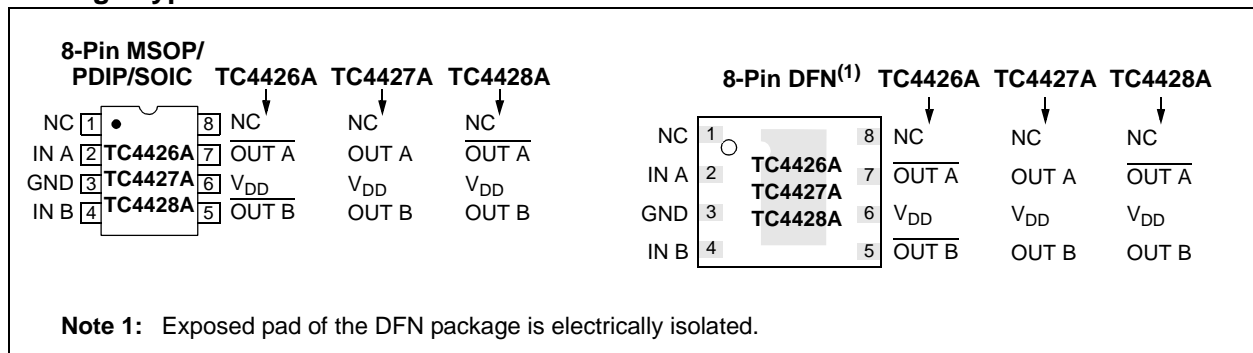 8-Pin MSOP/
PDIP/SOIC TC4426A TC4427A TC4428A
NC 1 8 NC NC NC
IN A 2 TC4426A 7 OUT A OUT A OUT A
GND 3 TC4427A 6 VDD VDD VDD
IN B 4 TC4428A 5 OUT B OUT B OUT B
8-Pin DFN(1) TC4426A TC4427A TC4428A
NC 1 8 NC NC NC
IN A 2 TC4426A 7 OUT A OUT A OUT A
TC4427A
GND 3 TC4428A 6 VDD VDD VDD
IN B 4 5 OUT B OUT B OUT B
Note 1: Exposed pad of the DFN package is electrically isolated.